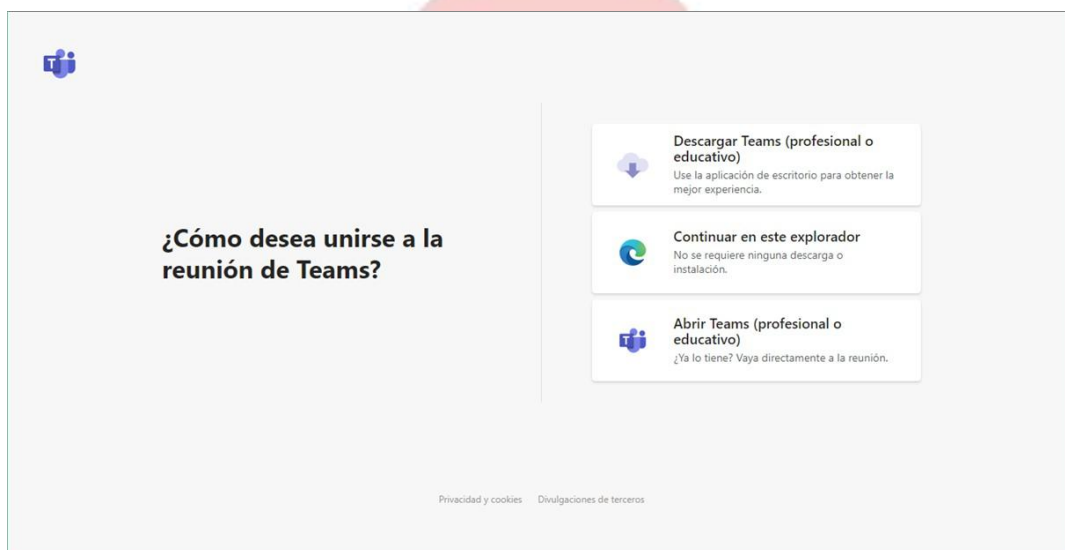 ¿Cómo desea unirse a la
reunión de Teams?
Descargar Teams (profesional o
educativo)
Use la aplicación de escritorio para obtener la
mejor experiencia.
Continuar en este explorador
No se requiere ninguna descarga o
instalación.
Abrir Teams (profesional o
educativo)
¿Ya lo tiene? Vaya directamente a la reunión.
Privacidad y cookies Divulgaciones de terceros